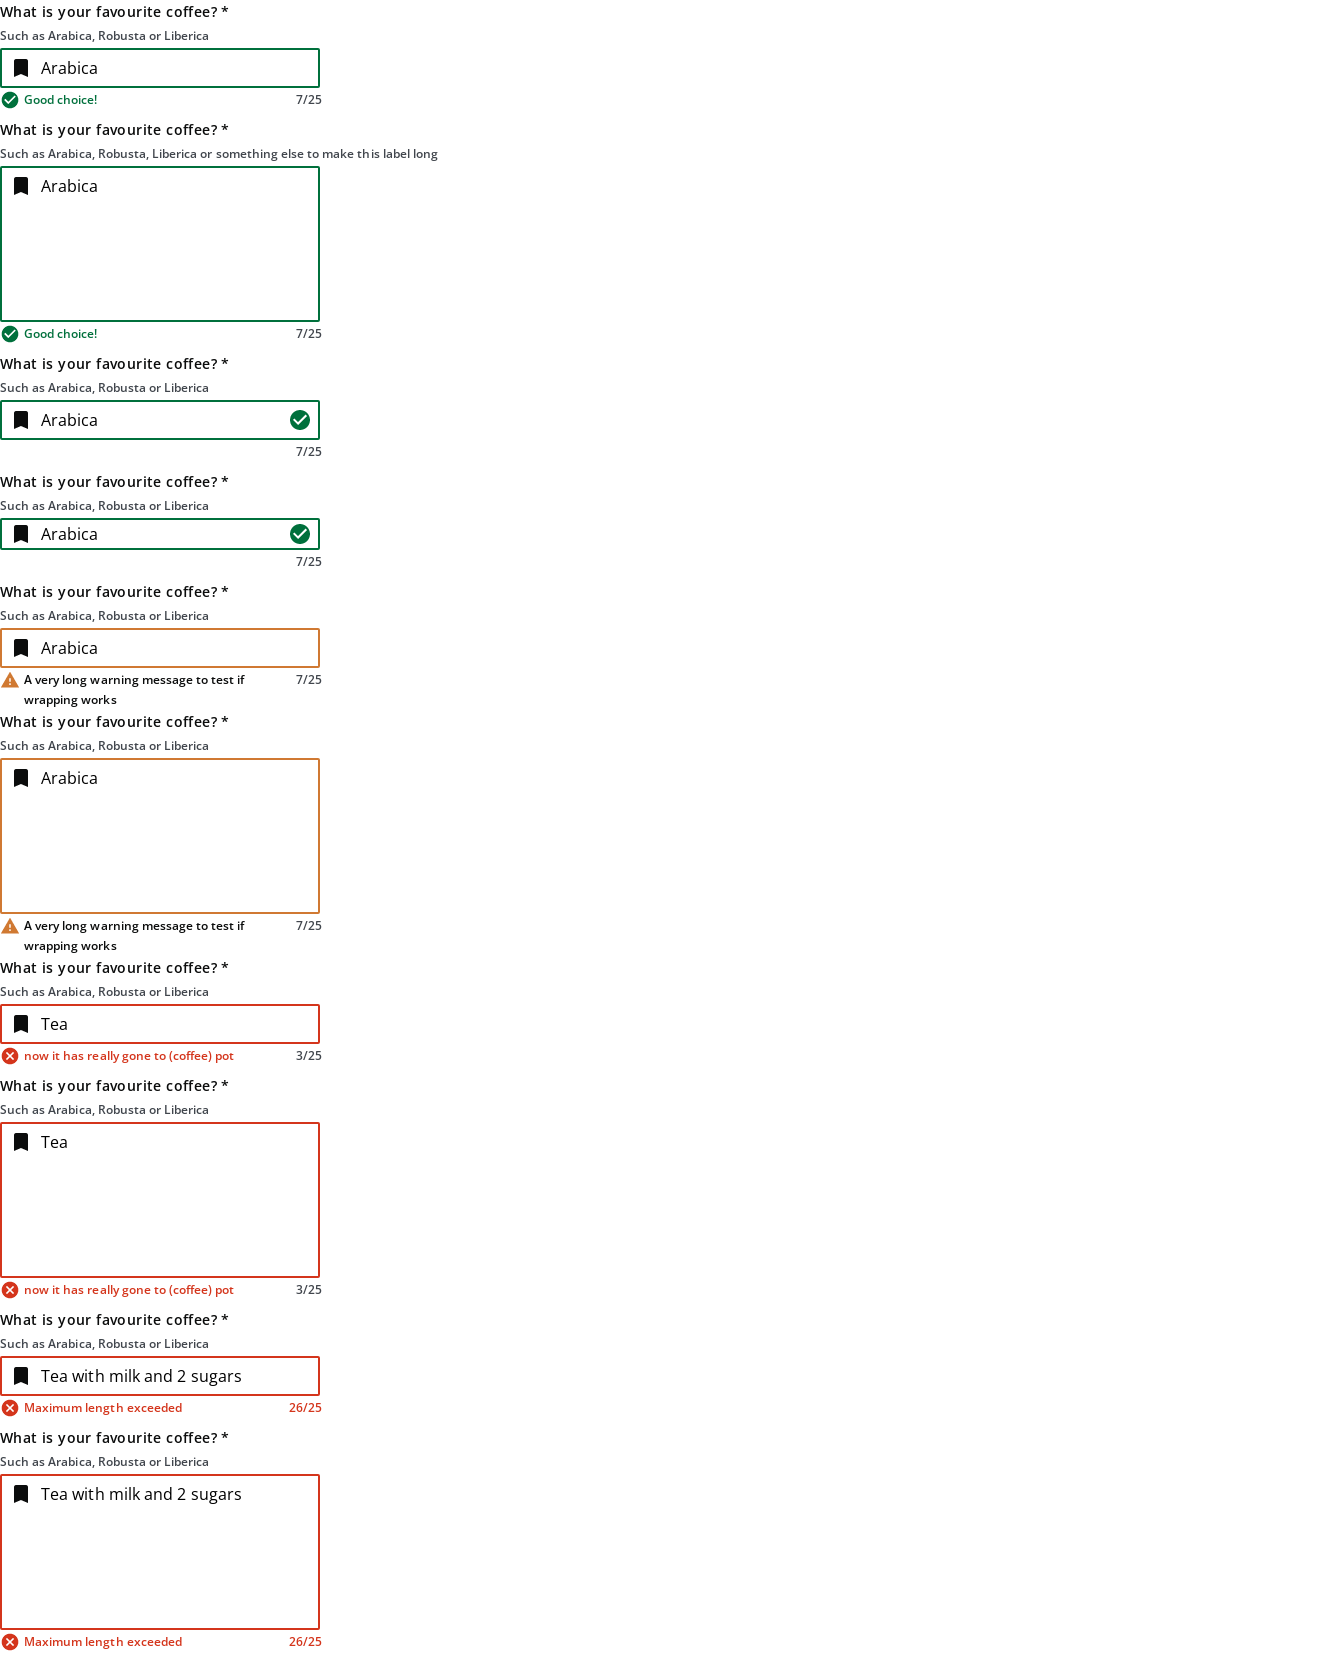 What is your favourite coffee? *
Such as Arabica, Robusta or Liberica
Arabica
Good choice! 7/25
What is your favourite coffee? *
Such as Arabica, Robusta, Liberica or something else to make this label long
Arabica
Good choice! 7/25
What is your favourite coffee? *
Such as Arabica, Robusta or Liberica
Arabica
7/25
What is your favourite coffee? *
Such as Arabica, Robusta or Liberica
Arabica
7/25
What is your favourite coffee? *
Such as Arabica, Robusta or Liberica
Arabica
A very long warning message to test if 7/25
wrapping works
What is your favourite coffee? *
Such as Arabica, Robusta or Liberica
Arabica
A very long warning message to test if 7/25
wrapping works
What is your favourite coffee? *
Such as Arabica, Robusta or Liberica
Tea
now it has really gone to (coffee) pot 3/25
What is your favourite coffee? *
Such as Arabica, Robusta or Liberica
Tea
now it has really gone to (coffee) pot 3/25
What is your favourite coffee? *
Such as Arabica, Robusta or Liberica
Tea with milk and 2 sugars
Maximum length exceeded 26/25
What is your favourite coffee? *
Such as Arabica, Robusta or Liberica
Tea with milk and 2 sugars
Maximum length exceeded 26/25